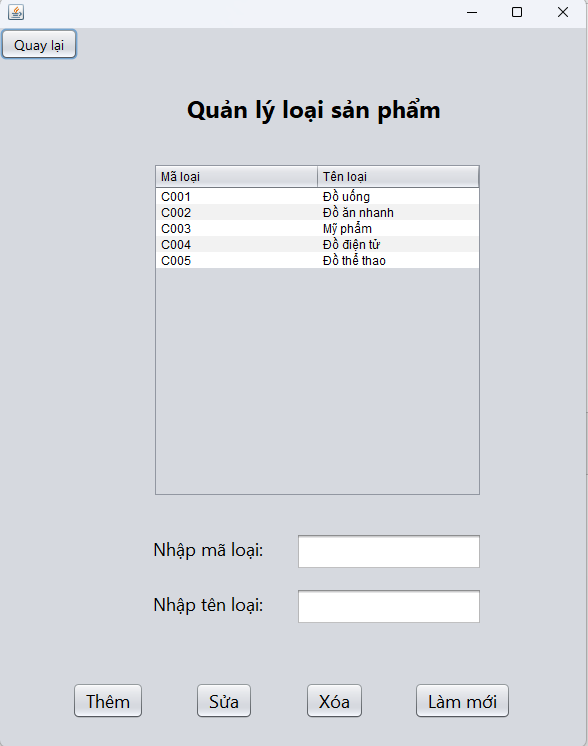 Quay lại
Quản lý loại sản phẩm
Mã loại Tên loại
C001 Đồ uống
C002 Đồ ăn nhanh
C003 Mỹ phẩm
C004 Đồ điện tử
C005 Đồ thể thao
Nhập mã loại:
Nhập tên loại:
Thêm Sửa Xóa Làm mới